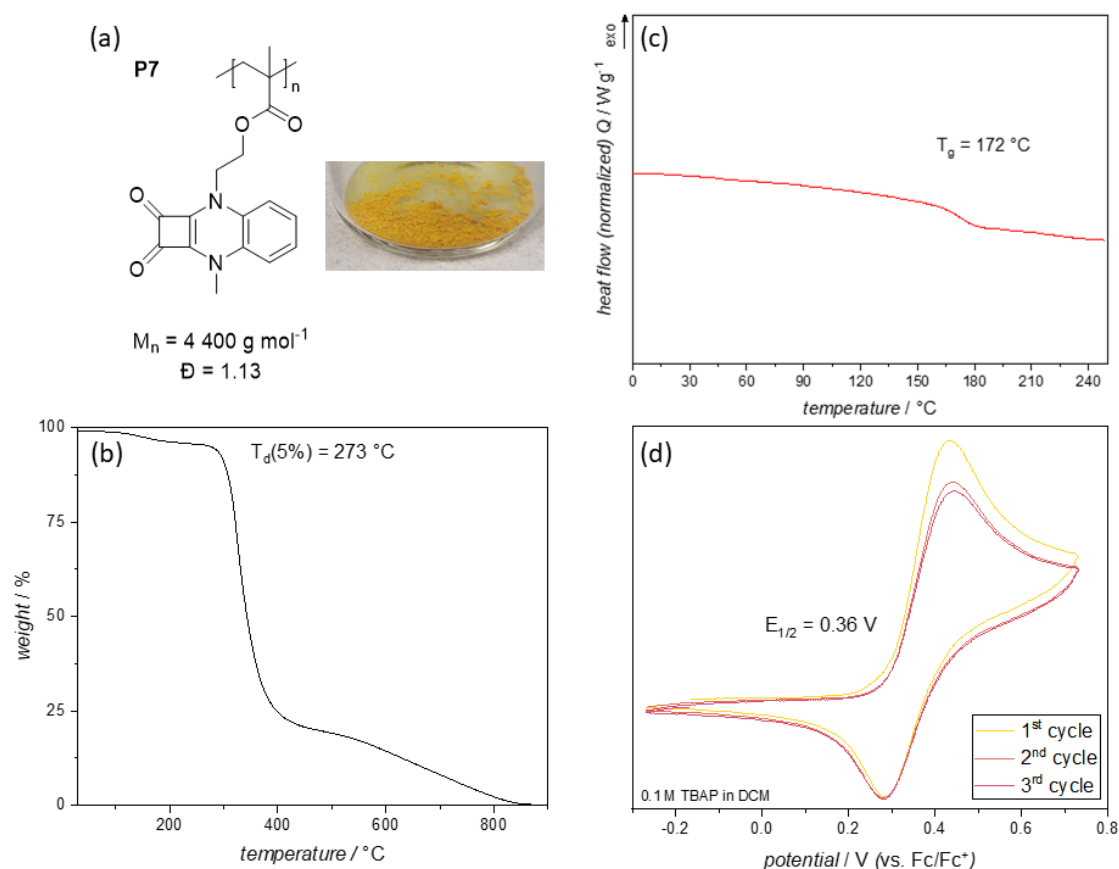 (a)
P7
n
O
O
N
O
O
N
Mₙ = 4 400 g mol⁻¹
Đ = 1.13
(c)
exo
heat flow (normalized) Q / W g⁻¹
T_g = 172 °C
0 30 60 90 120 150 180 210 240
temperature / °C
(b)
T_d(5%) = 273 °C
100
75
50
25
0
weight / %
200 400 600 800
temperature / °C
(d)
E₁/₂ = 0.36 V
1ˢᵗ cycle
2ⁿᵈ cycle
3ʳᵈ cycle
0.1 M TBAP in DCM
-0.2 0.0 0.2 0.4 0.6 0.8
potential / V (vs. Fc/Fc⁺)